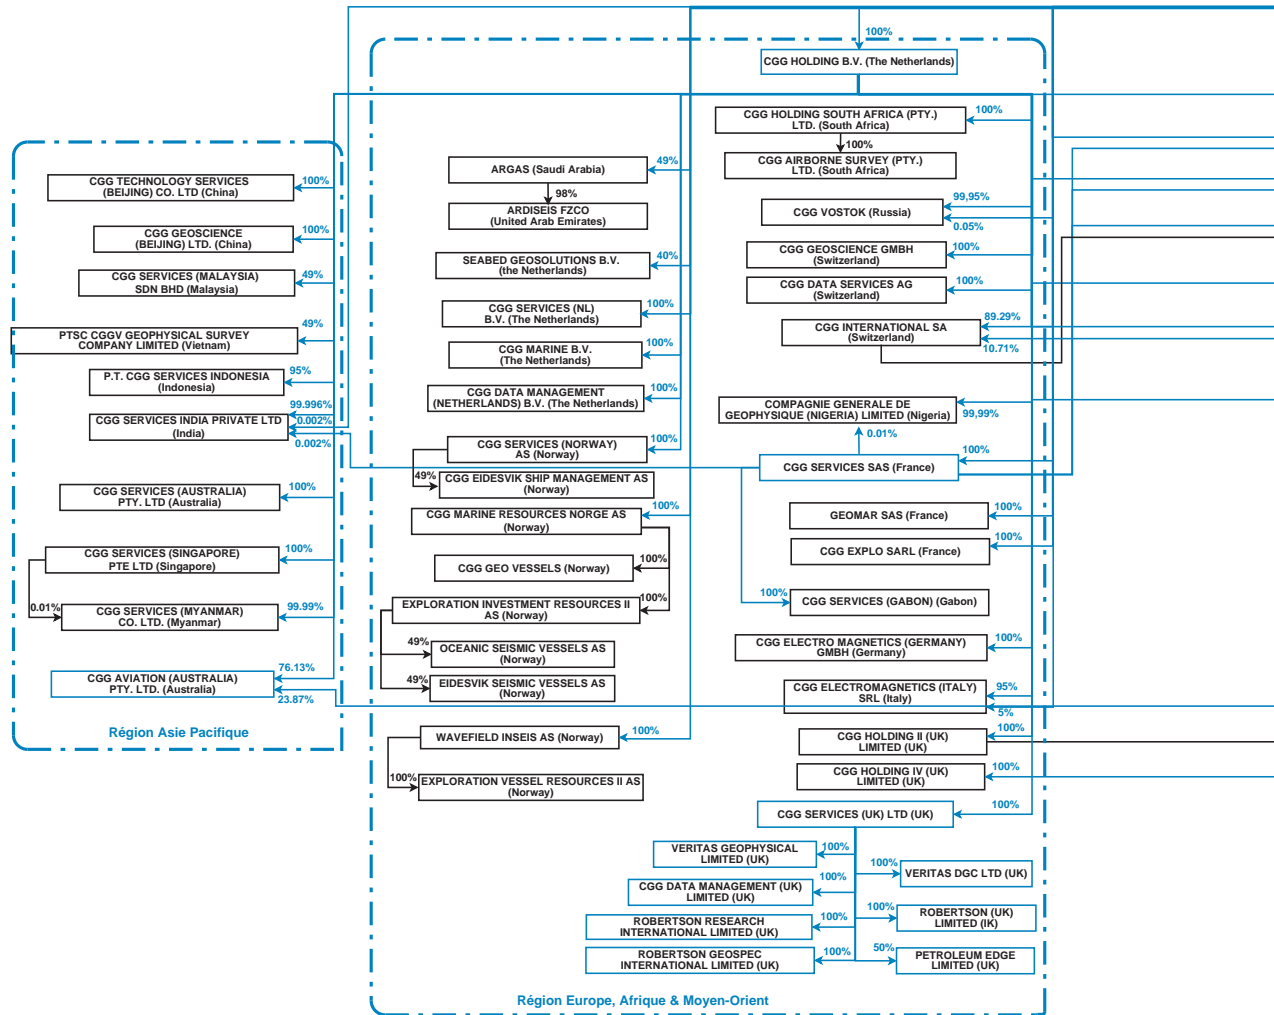 100%
CGG HOLDING B.V. (The Netherlands)
CGG TECHNOLOGY SERVICES
(BEIJING) CO. LTD (China)
100%
CGG GEOSCIENCE
(BEIJING) LTD. (China)
100%
CGG SERVICES (MALAYSIA)
SDN BHD (Malaysia)
49%
PTSC CGGV GEOPHYSICAL SURVEY
COMPANY LIMITED (Vietnam)
49%
P.T. CGG SERVICES INDONESIA
(Indonesia)
95%
CGG SERVICES INDIA PRIVATE LTD
(India)
99.996%
0.002%
0.002%
CGG SERVICES (AUSTRALIA)
PTY. LTD (Australia)
100%
CGG SERVICES (SINGAPORE)
PTE LTD (Singapore)
100%
0.01%
CGG SERVICES (MYANMAR)
CO. LTD. (Myanmar)
99.99%
CGG AVIATION (AUSTRALIA)
PTY. LTD. (Australia)
76.13%
23.87%
Région Asie Pacifique
ARGAS (Saudi Arabia)
49%
98%
ARDISEIS FZCO
(United Arab Emirates)
SEABED GEOSOLUTIONS B.V.
(the Netherlands)
40%
CGG SERVICES (NL)
B.V. (The Netherlands)
100%
CGG MARINE B.V.
(The Netherlands)
100%
CGG DATA MANAGEMENT
(NETHERLANDS) B.V. (The Netherlands)
100%
CGG SERVICES (NORWAY)
AS (Norway)
100%
49%
CGG EIDESVIK SHIP MANAGEMENT AS
(Norway)
CGG MARINE RESOURCES NORGE AS
(Norway)
100%
CGG GEO VESSELS (Norway)
100%
EXPLORATION INVESTMENT RESOURCES II
AS (Norway)
100%
49%
OCEANIC SEISMIC VESSELS AS
(Norway)
49%
EIDESVIK SEISMIC VESSELS AS
(Norway)
WAVEFIELD INSEIS AS (Norway)
100%
100%
EXPLORATION VESSEL RESOURCES II AS
(Norway)
CGG HOLDING SOUTH AFRICA (PTY.)
LTD. (South Africa)
100%
100%
CGG AIRBORNE SURVEY (PTY.)
LTD. (South Africa)
CGG VOSTOK (Russia)
99,95%
0.05%
CGG GEOSCIENCE GMBH
(Switzerland)
100%
CGG DATA SERVICES AG
(Switzerland)
100%
CGG INTERNATIONAL SA
(Switzerland)
89.29%
10.71%
COMPAGNIE GENERALE DE
GEOPHYSIQUE (NIGERIA) LIMITED (Nigeria)
99,99%
0.01%
CGG SERVICES SAS (France)
100%
GEOMAR SAS (France)
100%
CGG EXPLO SARL (France)
100%
100%
CGG SERVICES (GABON) (Gabon)
CGG ELECTRO MAGNETICS (GERMANY)
GMBH (Germany)
100%
CGG ELECTROMAGNETICS (ITALY)
SRL (Italy)
95%
5%
CGG HOLDING II (UK)
LIMITED (UK)
100%
CGG HOLDING IV (UK)
LIMITED (UK)
100%
CGG SERVICES (UK) LTD (UK)
100%
VERITAS GEOPHYSICAL
LIMITED (UK)
100%
100%
VERITAS DGC LTD (UK)
CGG DATA MANAGEMENT (UK)
LIMITED (UK)
100%
100%
ROBERTSON (UK)
LIMITED (IK)
ROBERTSON RESEARCH
INTERNATIONAL LIMITED (UK)
100%
ROBERTSON GEOSPEC
INTERNATIONAL LIMITED (UK)
100%
50%
PETROLEUM EDGE
LIMITED (UK)
Région Europe, Afrique & Moyen-Orient